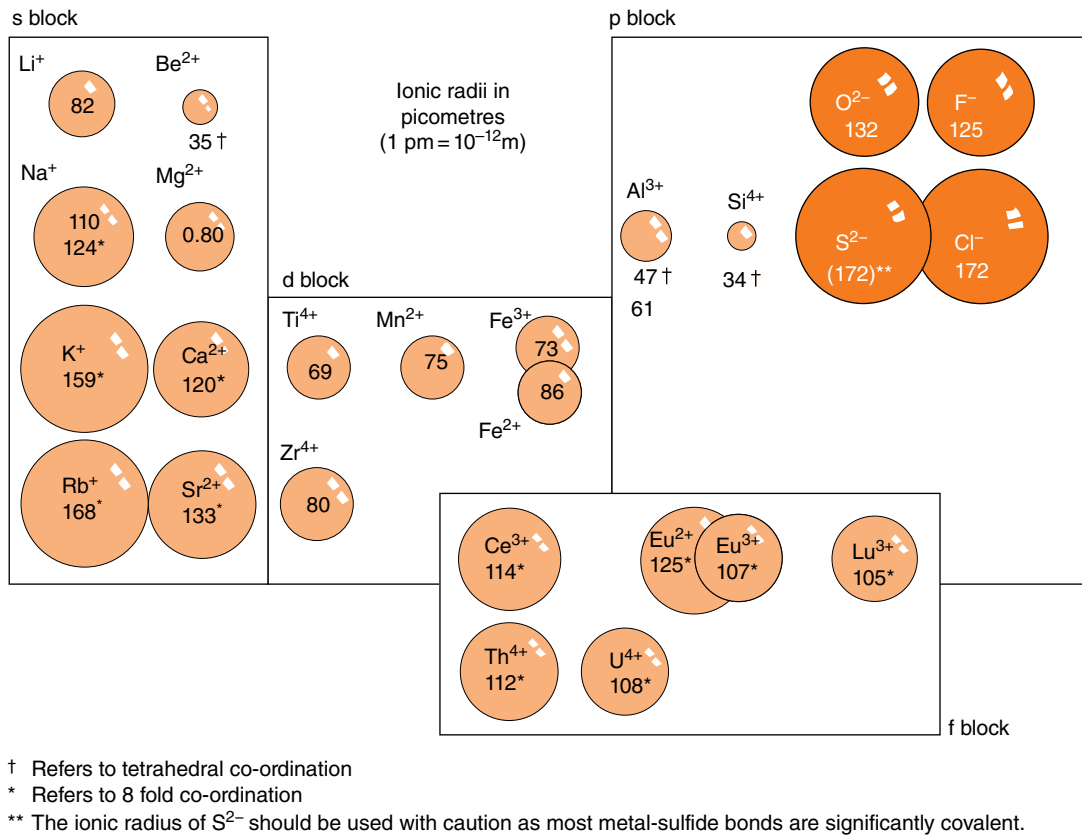 s block
p block
Li⁺
Be²⁺
82
35 †
Ionic radii in
picometres
(1 pm = 10⁻¹²m)
O²⁻
132
F⁻
125
Na⁺
Mg²⁺
110
124*
0.80
Al³⁺
Si⁴⁺
47 †
61
34 †
S²⁻
(172)**
Cl⁻
172
d block
K⁺
159*
Ca²⁺
120*
Ti⁴⁺
69
Mn²⁺
75
Fe³⁺
73
86
Fe²⁺
Rb⁺
168*
Sr²⁺
133*
Zr⁴⁺
80
Ce³⁺
114*
Eu²⁺
125*
Eu³⁺
107*
Lu³⁺
105*
Th⁴⁺
112*
U⁴⁺
108*
f block
† Refers to tetrahedral co-ordination
* Refers to 8 fold co-ordination
** The ionic radius of S²⁻ should be used with caution as most metal-sulfide bonds are significantly covalent.